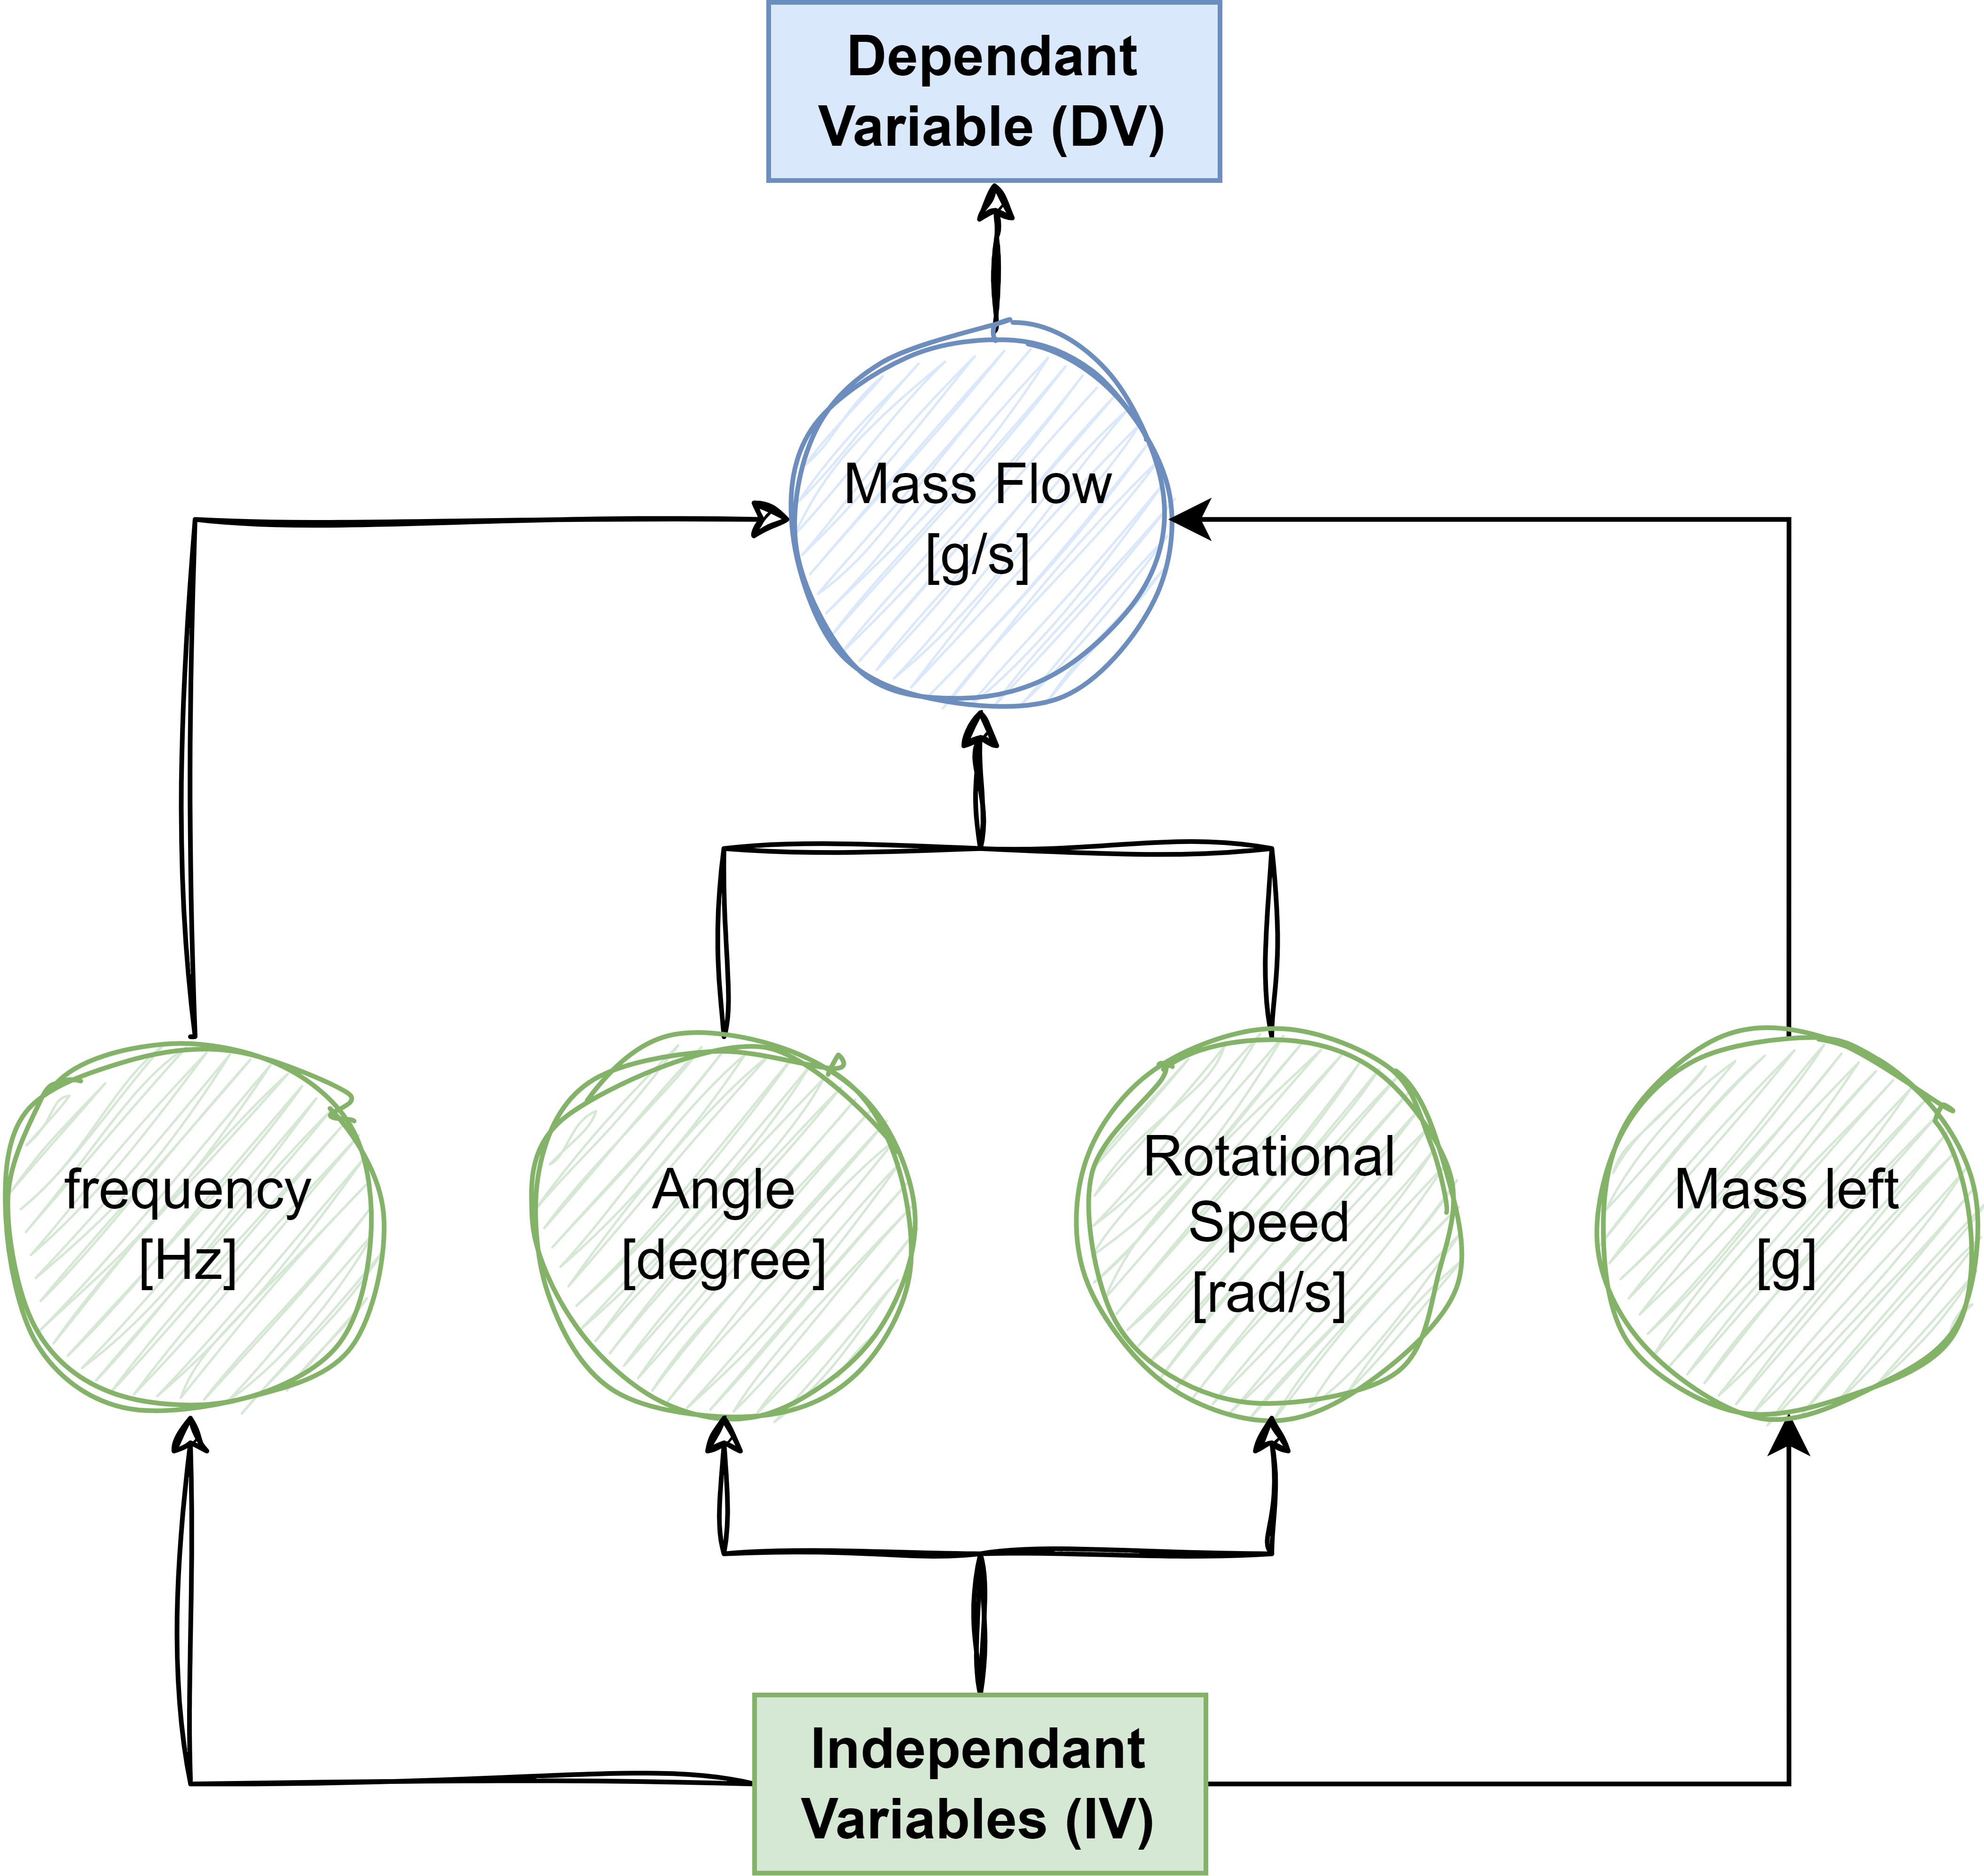 Dependant
Variable (DV)
Mass Flow
[g/s]
frequency
[Hz]
Angle
[degree]
Rotational
Speed
[rad/s]
Mass left
[g]
Independant
Variables (IV)